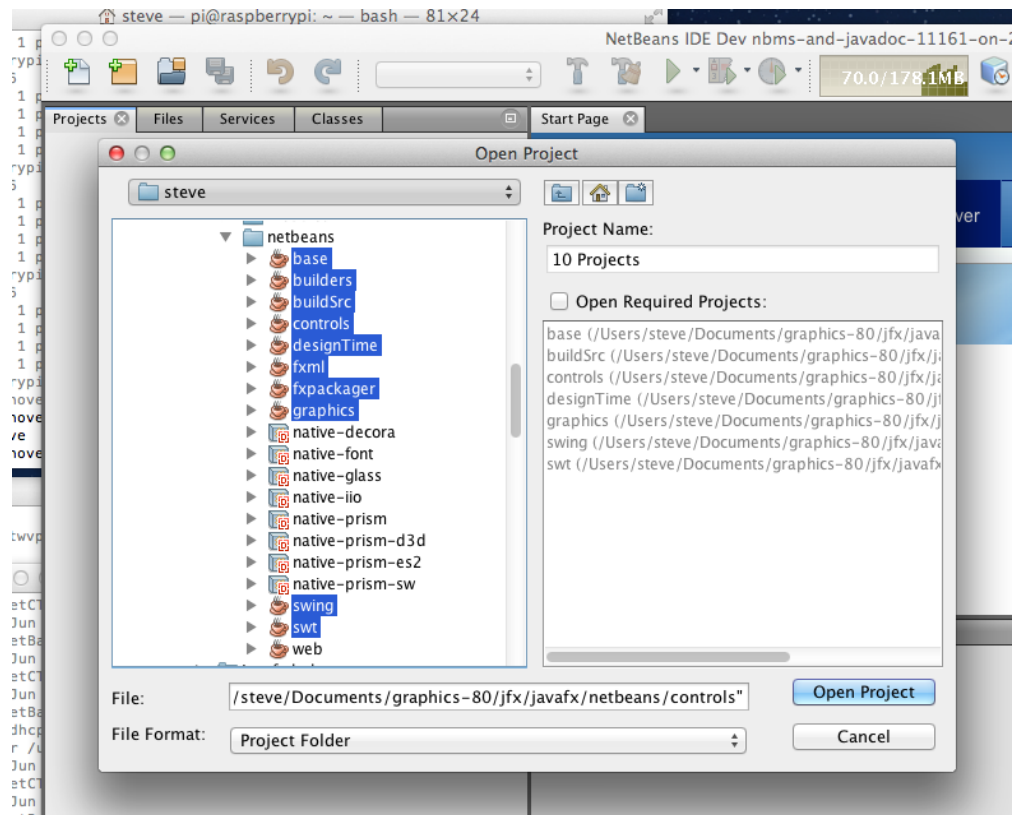 steve — pi@raspberrypi: ~ — bash — 81×24
NetBeans IDE Dev nbms-and-javadoc-11161-on-2
70.0/178.1MB
Projects Files Services Classes Start Page
Open Project
steve
netbeans
base
builders
buildSrc
controls
designTime
fxml
fxpackager
graphics
native-decora
native-font
native-glass
native-iio
native-prism
native-prism-d3d
native-prism-es2
native-prism-sw
swing
swt
web
Project Name:
10 Projects
Open Required Projects:
base (/Users/steve/Documents/graphics-80/jfx/java
buildSrc (/Users/steve/Documents/graphics-80/jfx/j
controls (/Users/steve/Documents/graphics-80/jfx/ja
designTime (/Users/steve/Documents/graphics-80/jf
graphics (/Users/steve/Documents/graphics-80/jfx/j
swing (/Users/steve/Documents/graphics-80/jfx/java
swt (/Users/steve/Documents/graphics-80/jfx/javafx
File: /steve/Documents/graphics-80/jfx/javafx/netbeans/controls"
Open Project
File Format: Project Folder
Cancel